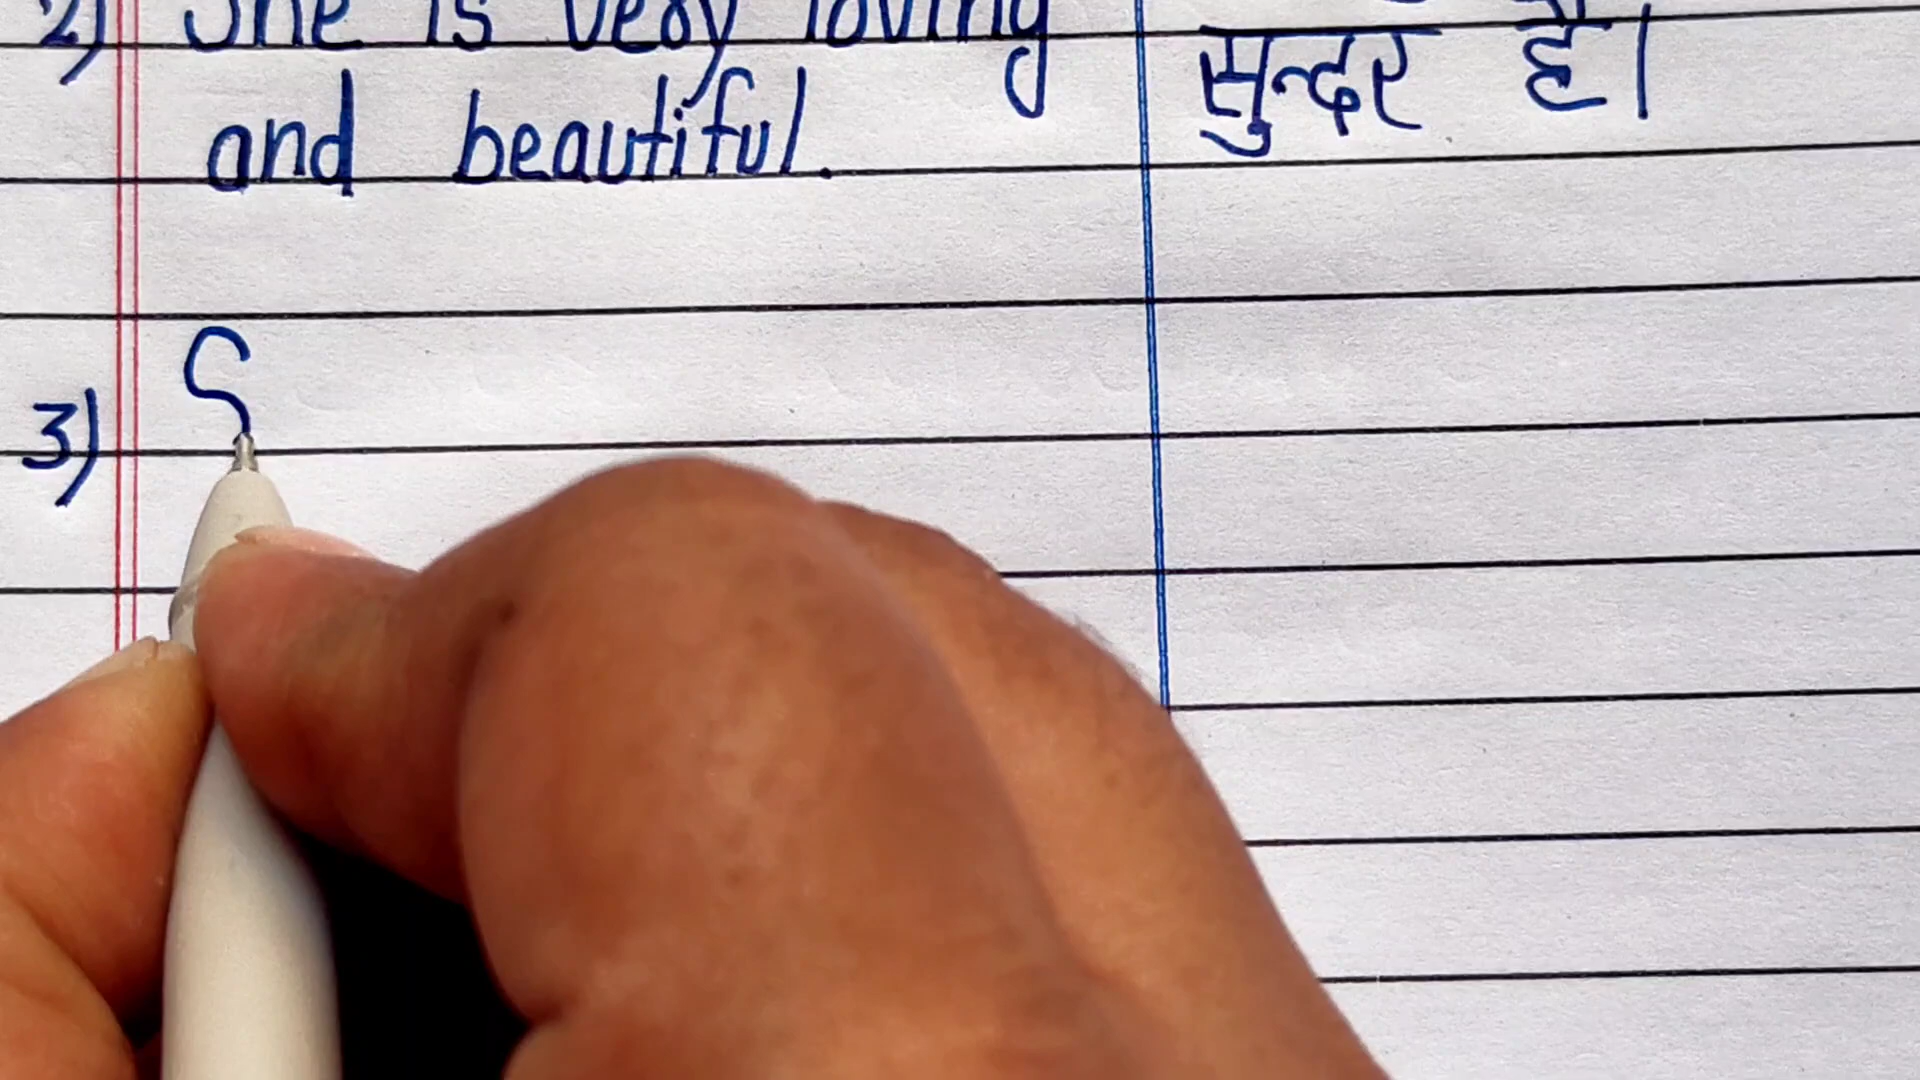 2) She is very loving
and beautiful.
सुन्दर है।
3) S